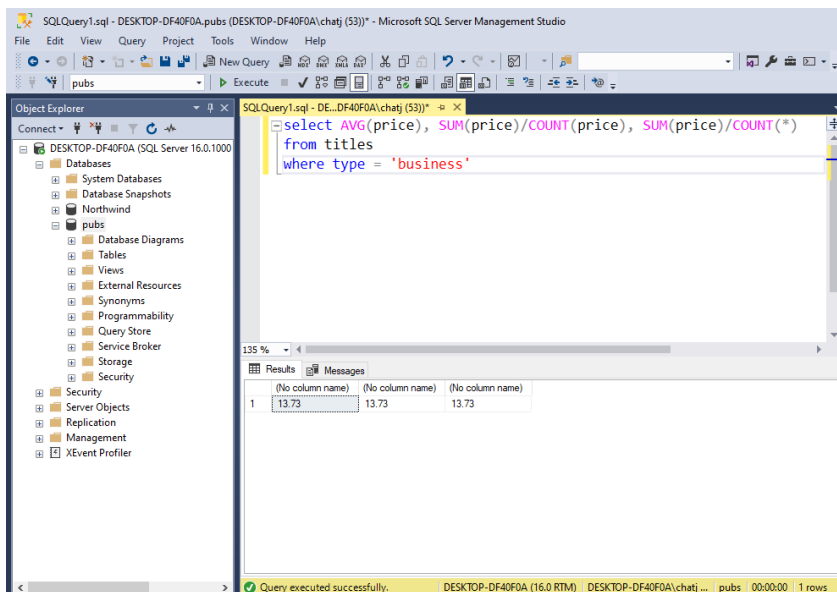 SQLQuery1.sql - DESKTOP-DF40F0A.pubs (DESKTOP-DF40F0A\chatj (53))* - Microsoft SQL Server Management Studio
File Edit View Query Project Tools Window Help
New Query
pubs Execute
Object Explorer
Connect
DESKTOP-DF40F0A (SQL Server 16.0.1000
Databases
System Databases
Database Snapshots
Northwind
pubs
Database Diagrams
Tables
Views
External Resources
Synonyms
Programmability
Query Store
Service Broker
Storage
Security
Security
Server Objects
Replication
Management
XEvent Profiler
SQLQuery1.sql - DE...DF40F0A\chatj (53))*
select AVG(price), SUM(price)/COUNT(price), SUM(price)/COUNT(*)
from titles
where type = 'business'
135 %
Results Messages
(No column name) (No column name) (No column name)
1 13.73 13.73 13.73
Query executed successfully. DESKTOP-DF40F0A (16.0 RTM) DESKTOP-DF40F0A\chatj ... pubs 00:00:00 1 rows